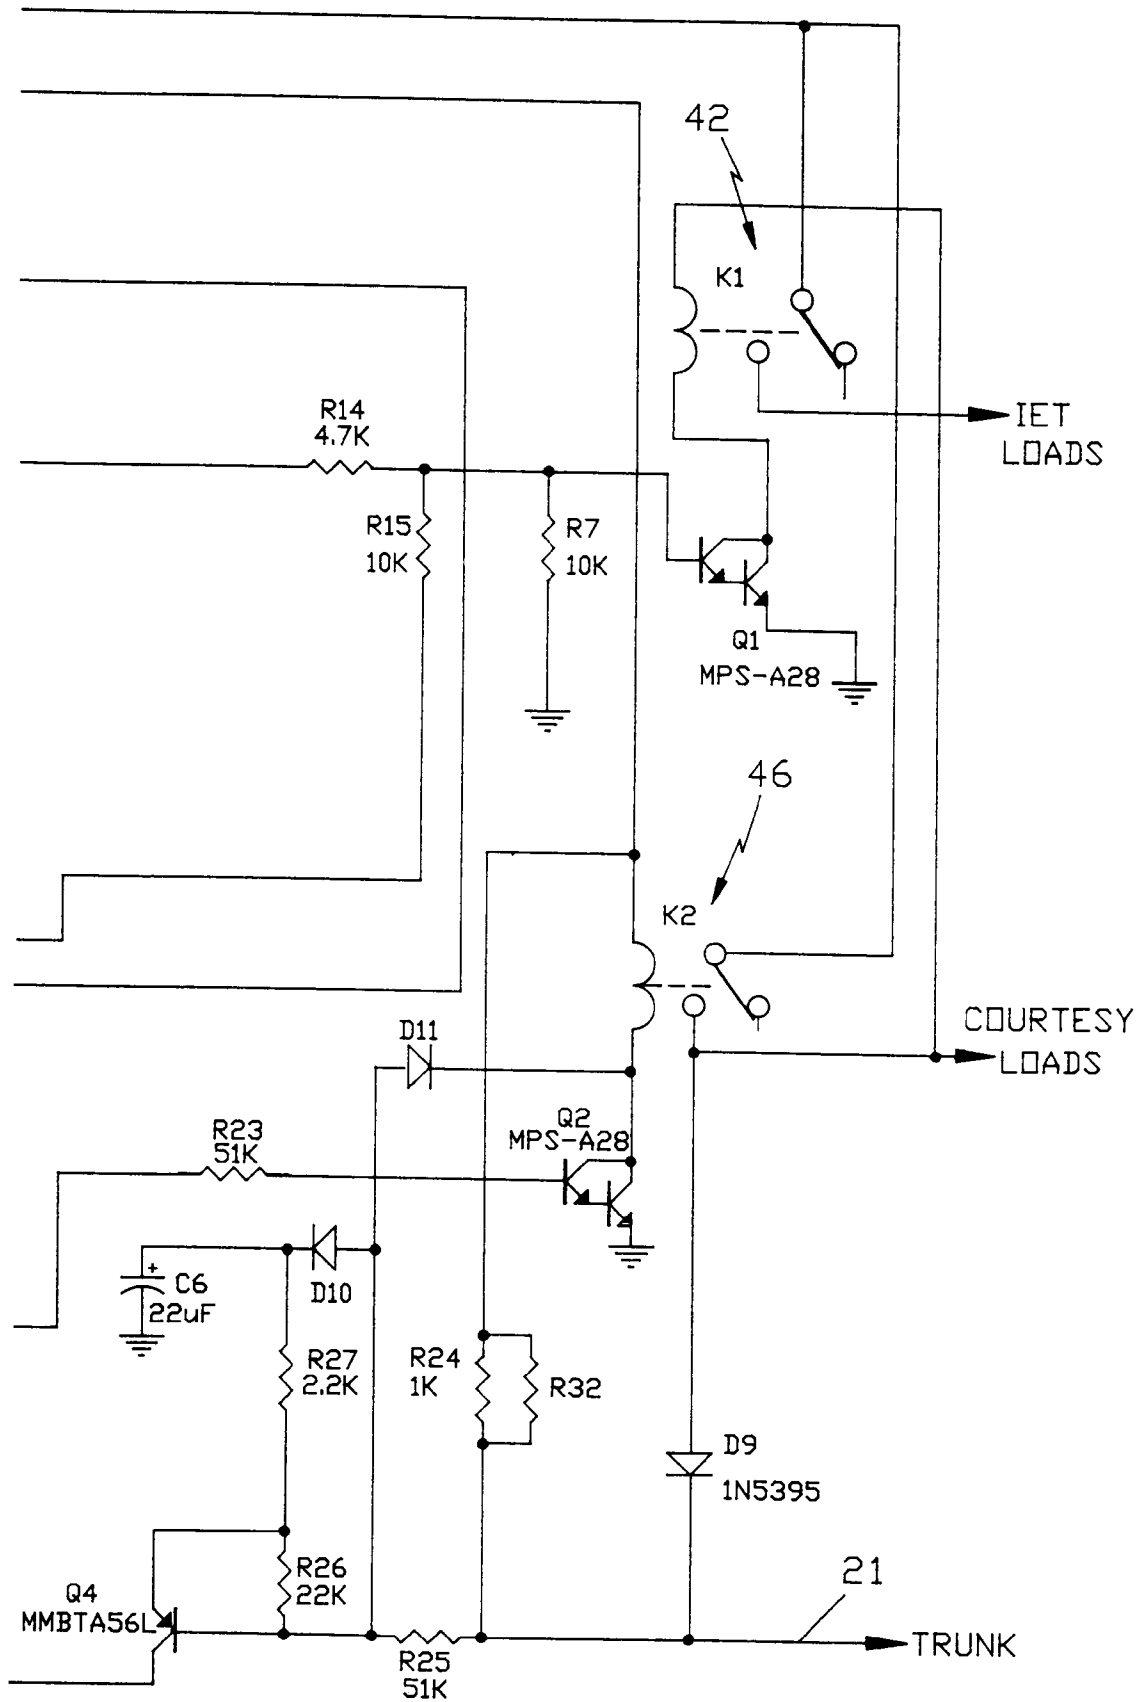 42
K1
IET
LOADS
R14
4.7K
R15
10K
R7
10K
Q1
MPS-A28
46
K2
COURTESY
LOADS
D11
Q2
MPS-A28
R23
51K
+
C6
22uF
D10
R27
2.2K
R24
1K
R32
D9
1N5395
R26
22K
Q4
MMBTA56L
R25
51K
21
TRUNK